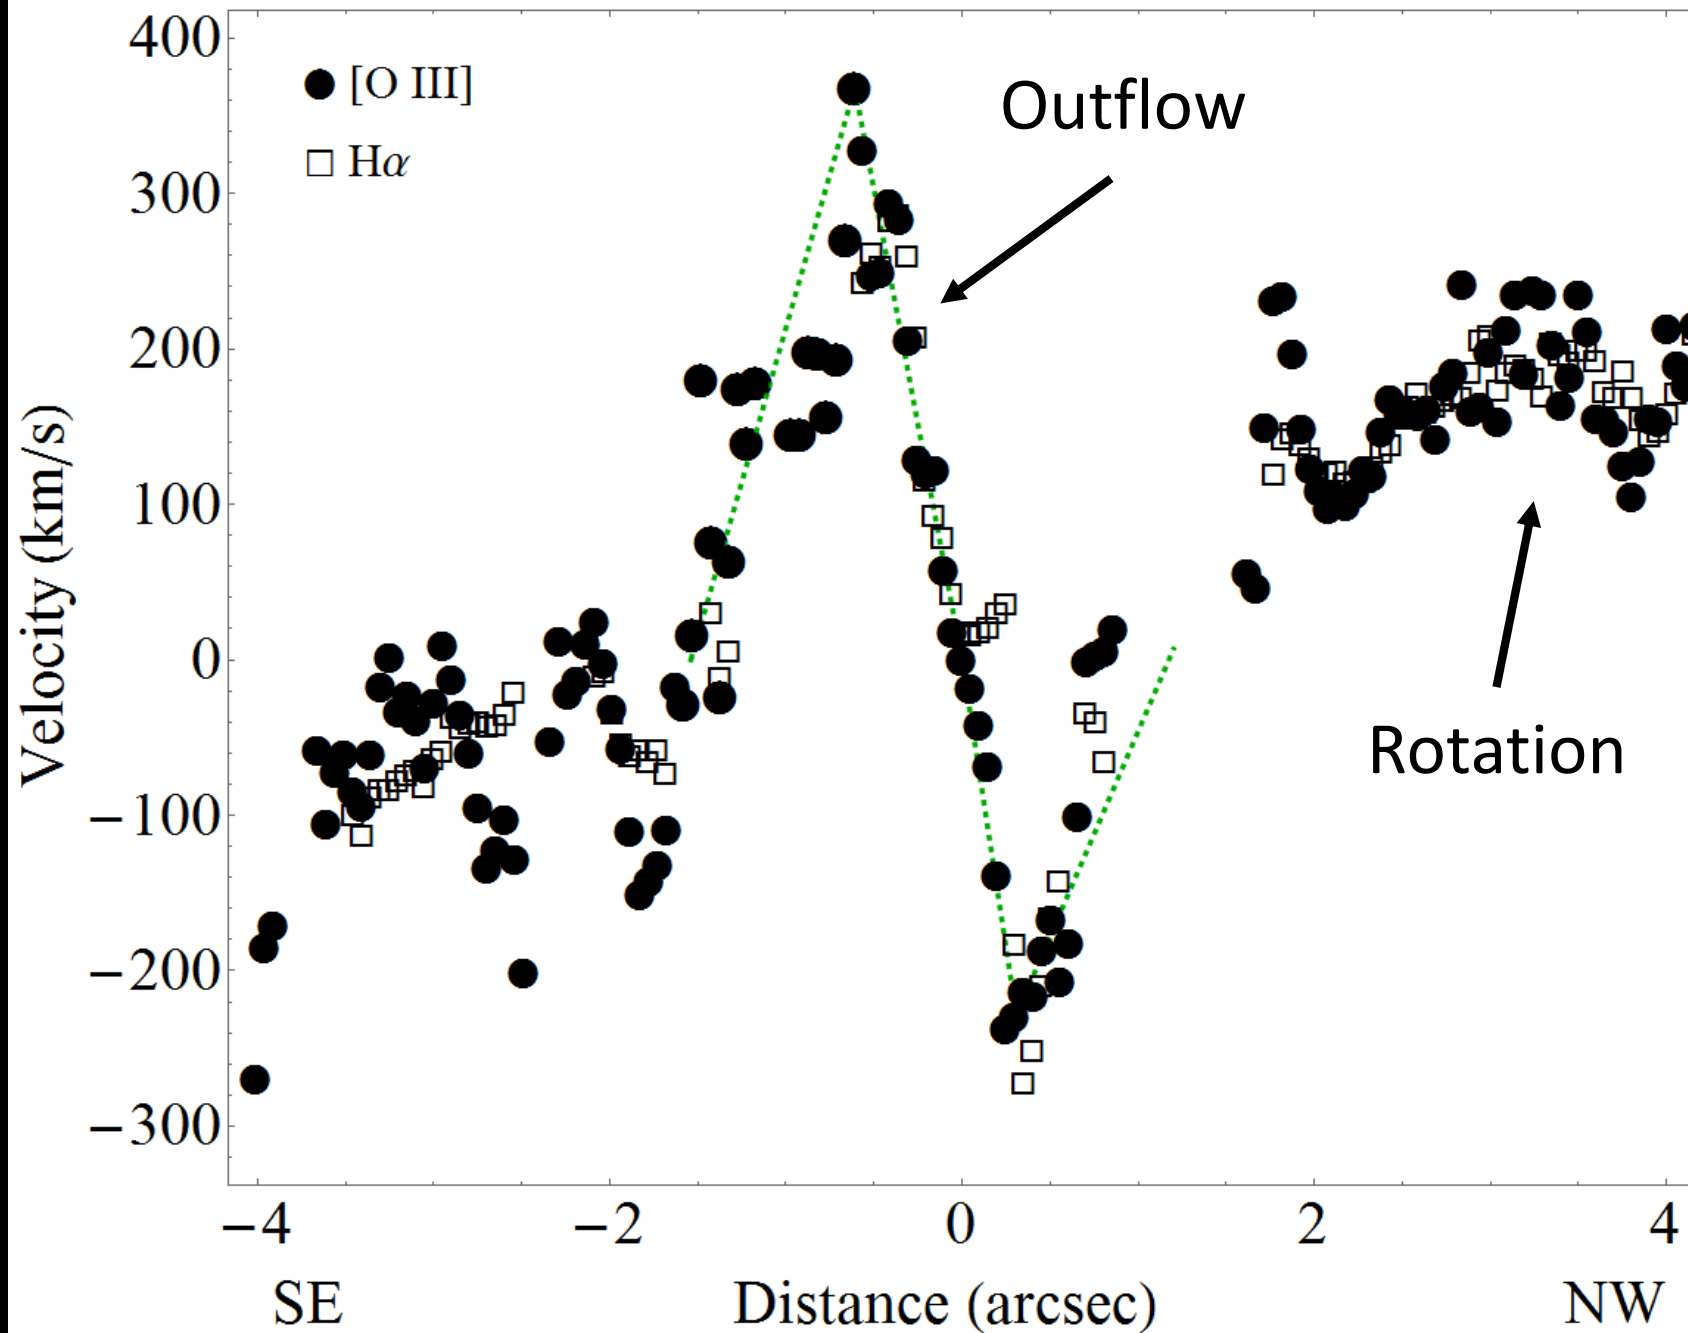 400
300
200
100
0
−100
−200
−300
[O III]
Hα
Outflow
Rotation
Velocity (km/s)
−4 −2 0 2 4
SE Distance (arcsec) NW